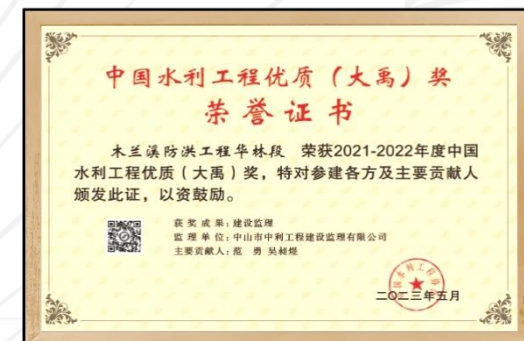 中国水利工程优质（大禹）奖
荣誉证书
木兰溪防洪工程华林段 荣获2021-2022年度中国
水利工程优质（大禹）奖，特对参建各方及主要贡献人
颁发此证，以资鼓励。
获奖成果：建设监理
监理单位：中山市中利工程建设监理有限公司
主要贡献人：范 勇 吴昶煜
二〇二三年五月